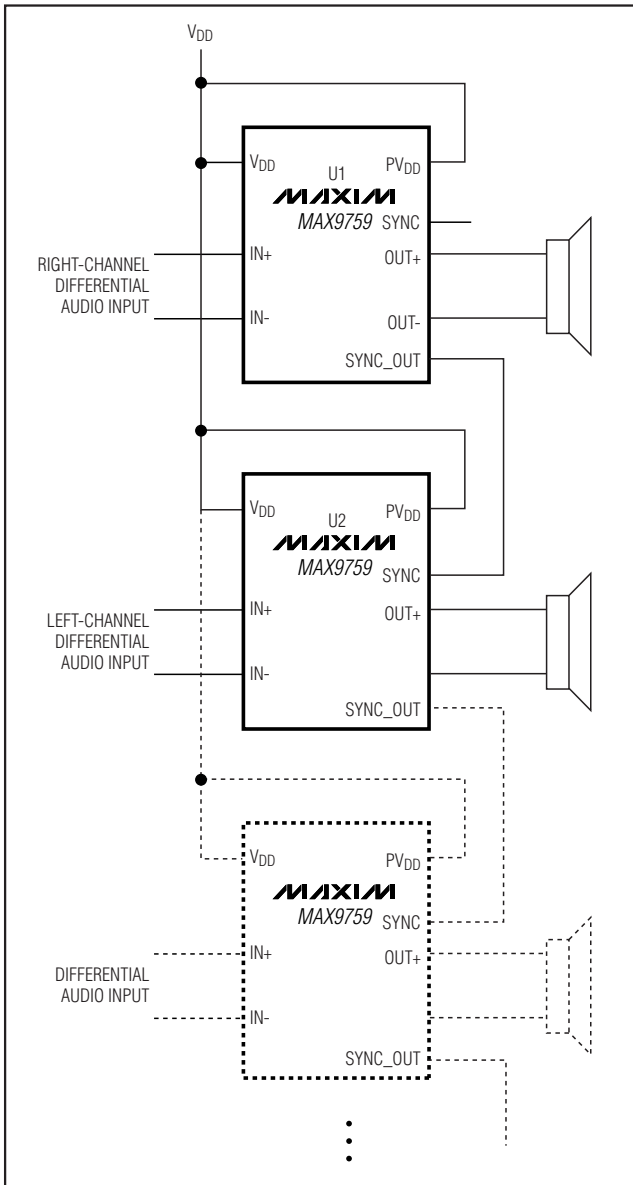 VDD
VDD
U1
PVDD
MAXIM
MAX9759
SYNC
RIGHT-CHANNEL
DIFFERENTIAL
AUDIO INPUT
IN+
OUT+
IN-
OUT-
SYNC_OUT
VDD
U2
PVDD
MAXIM
MAX9759
SYNC
LEFT-CHANNEL
DIFFERENTIAL
AUDIO INPUT
IN+
OUT+
IN-
SYNC_OUT
VDD
PVDD
MAXIM
MAX9759
SYNC
DIFFERENTIAL
AUDIO INPUT
IN+
OUT+
IN-
SYNC_OUT